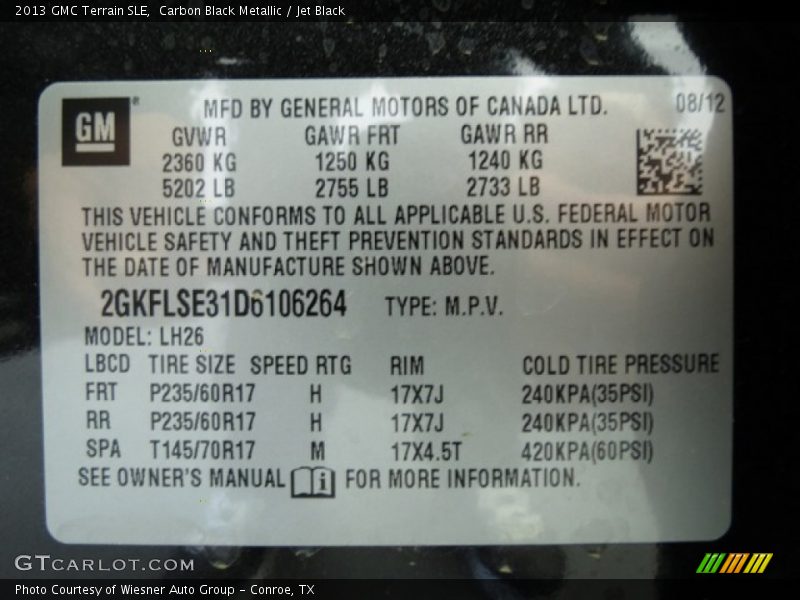 2013 GMC Terrain SLE,  Carbon Black Metallic / Jet Black
GM®
MFD BY GENERAL MOTORS OF CANADA LTD. 08/12
GVWR GAWR FRT GAWR RR
2360 KG 1250 KG 1240 KG
5202 LB 2755 LB 2733 LB
THIS VEHICLE CONFORMS TO ALL APPLICABLE U.S. FEDERAL MOTOR
VEHICLE SAFETY AND THEFT PREVENTION STANDARDS IN EFFECT ON
THE DATE OF MANUFACTURE SHOWN ABOVE.
2GKFLSE31D6106264 TYPE: M.P.V.
MODEL: LH26
LBCD TIRE SIZE SPEED RTG RIM COLD TIRE PRESSURE
FRT P235/60R17 H 17X7J 240KPA(35PSI)
RR P235/60R17 H 17X7J 240KPA(35PSI)
SPA T145/70R17 M 17X4.5T 420KPA(60PSI)
SEE OWNER'S MANUAL i FOR MORE INFORMATION.
GTCARLOT.COM
Photo Courtesy of Wiesner Auto Group - Conroe, TX